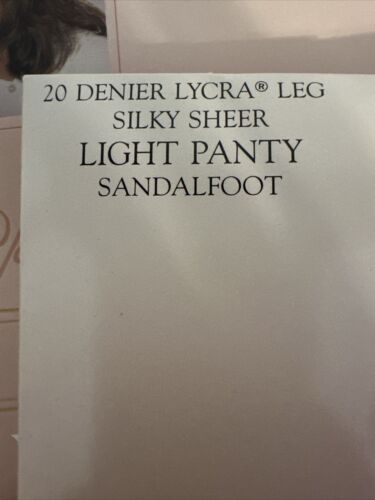 20 DENIER LYCRA® LEG
SILKY SHEER
LIGHT PANTY
SANDALFOOT